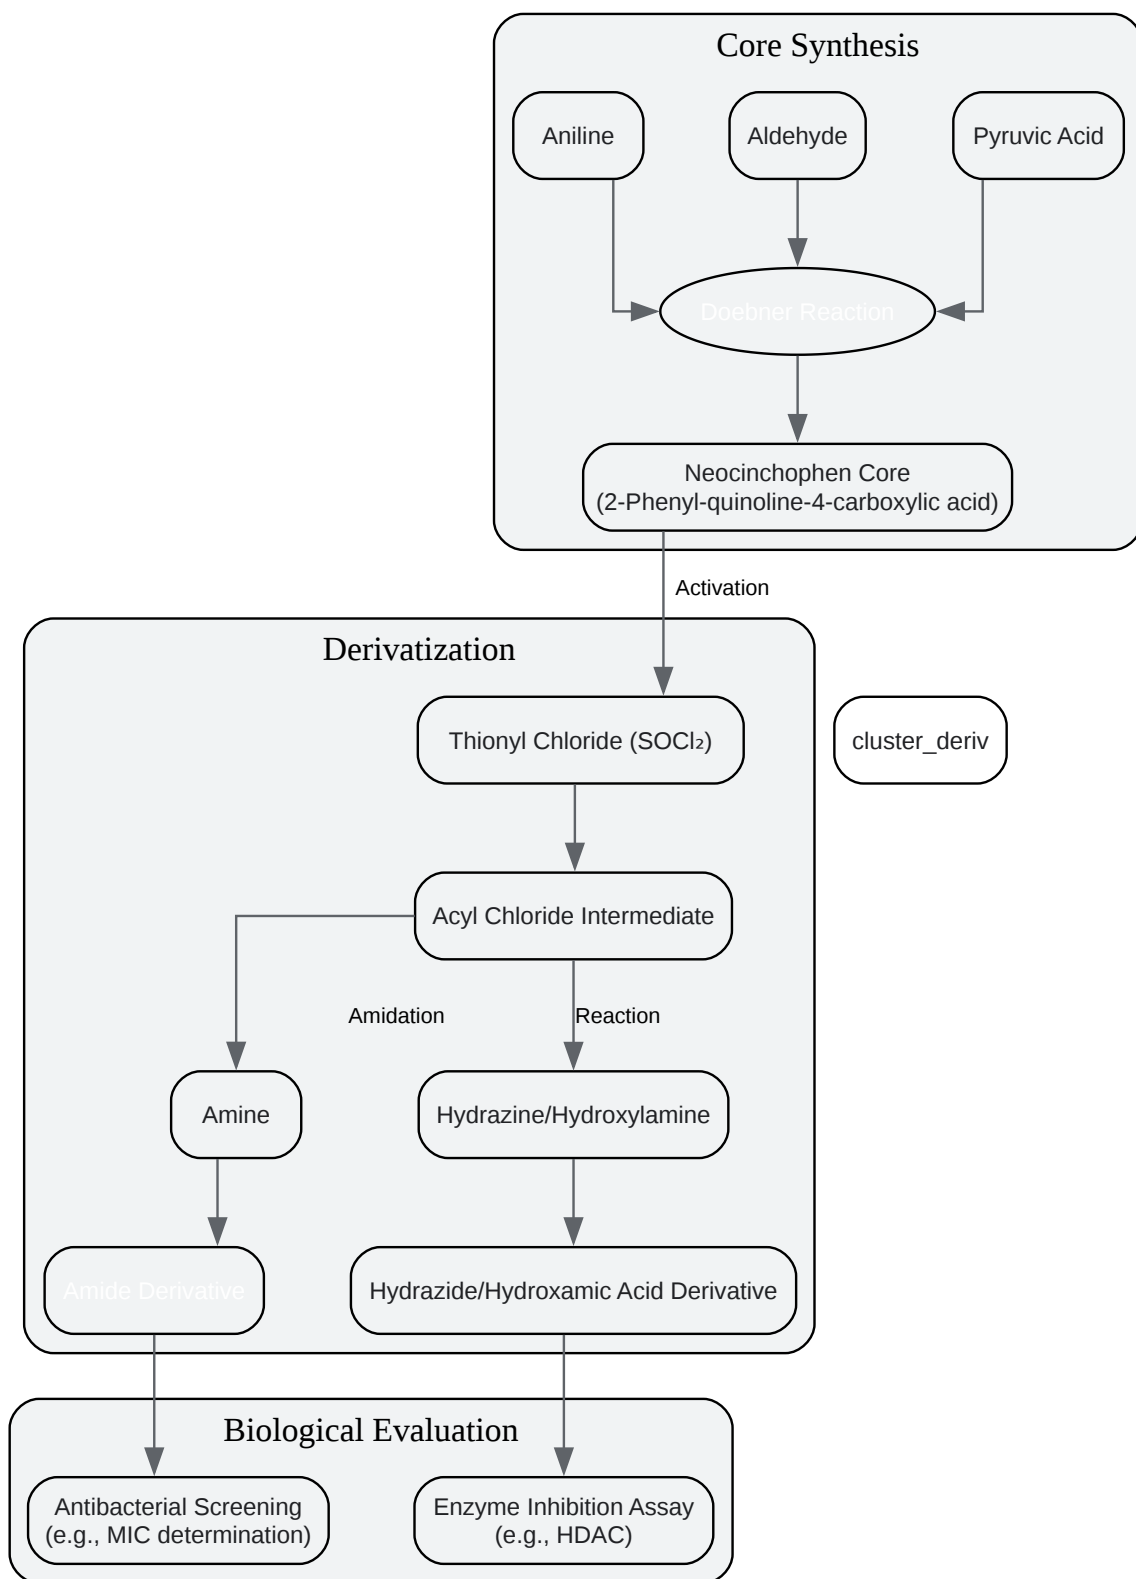 Core Synthesis
Aniline
Aldehyde
Pyruvic Acid
Doebner Reaction
Neocinchophen Core
(2-Phenyl-quinoline-4-carboxylic acid)
Activation
Derivatization
Thionyl Chloride (SOCl₂)
cluster_deriv
Acyl Chloride Intermediate
Amidation
Reaction
Amine
Hydrazine/Hydroxylamine
Amide Derivative
Hydrazide/Hydroxamic Acid Derivative
Biological Evaluation
Antibacterial Screening
(e.g., MIC determination)
Enzyme Inhibition Assay
(e.g., HDAC)